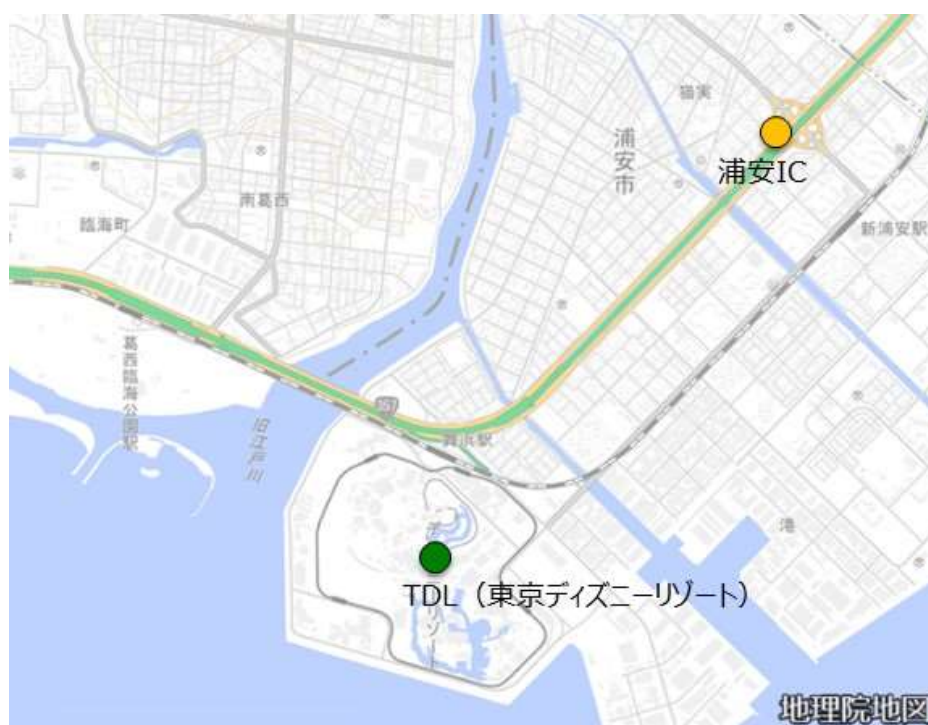 猫実
浦安市
浦安IC
南葛西
臨海町
新浦安駅
葛西臨海公園駅
旧江戸川
357
舞浜駅
港
TDL（東京ディズニーリゾート）
地理院地図